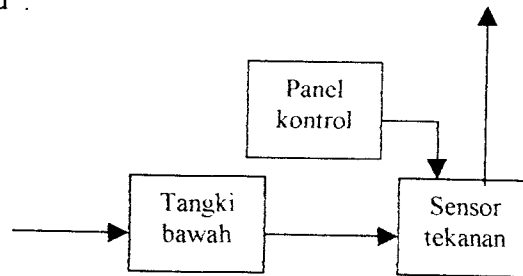 Panel
kontrol
Tangki
bawah
Sensor
tekanan